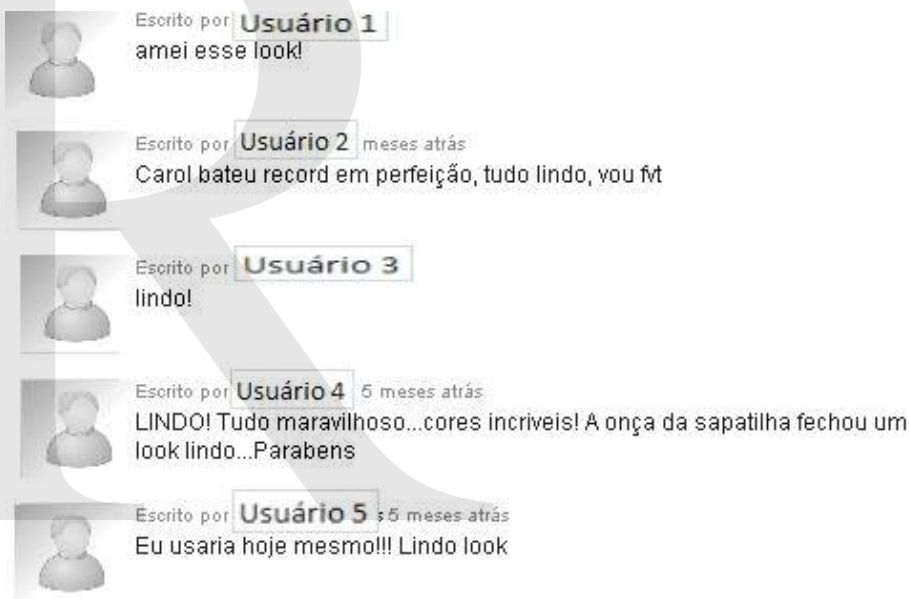 Escrito por Usuário 1
amei esse look!
Escrito por Usuário 2 meses atrás
Carol bateu record em perfeição, tudo lindo, vou fvt
Escrito por Usuário 3
lindo!
Escrito por Usuário 4 5 meses atrás
LINDO! Tudo maravilhoso...cores incriveis! A onça da sapatilha fechou um
look lindo...Parabens
Escrito por Usuário 5 5 meses atrás
Eu usaria hoje mesmo!!! Lindo look